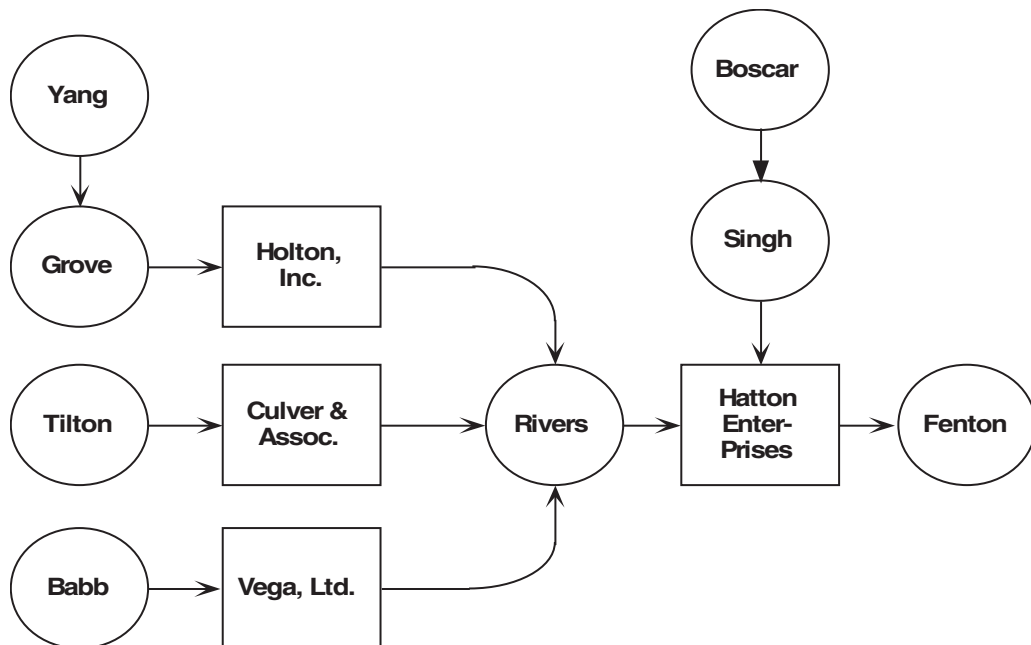 Yang
Boscar
Singh
Grove
Holton,
Inc.
Tilton
Culver &
Assoc.
Rivers
Hatton
Enter-
Prises
Fenton
Babb
Vega, Ltd.